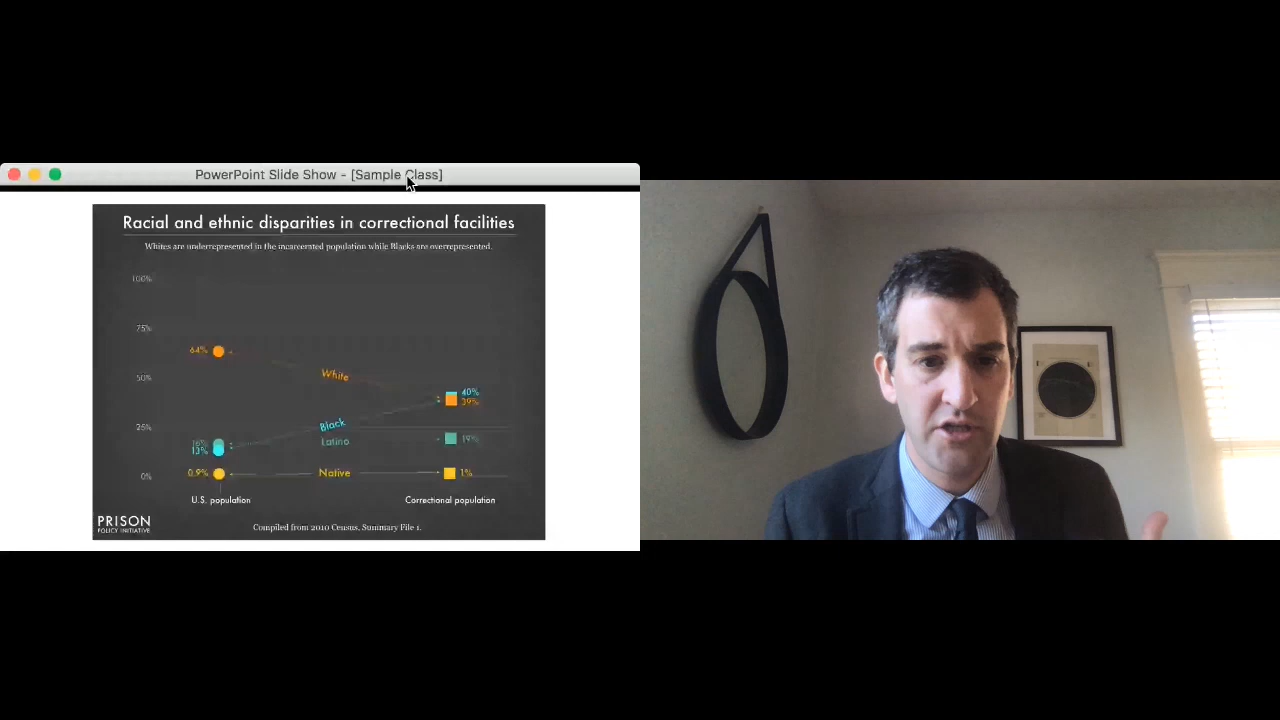 PowerPoint Slide Show - [Sample Class]
Racial and ethnic disparities in correctional facilities
Whites are underrepresented in the incarcerated population while Blacks are overrepresented.
100%
75%
64%
White
50%
40%
39%
Black
25%
16%
Latino
19%
13%
0.9%
Native
1%
0%
U.S. population
Correctional population
PRISON
POLICY INITIATIVE
Compiled from 2010 Census, Summary File 1.